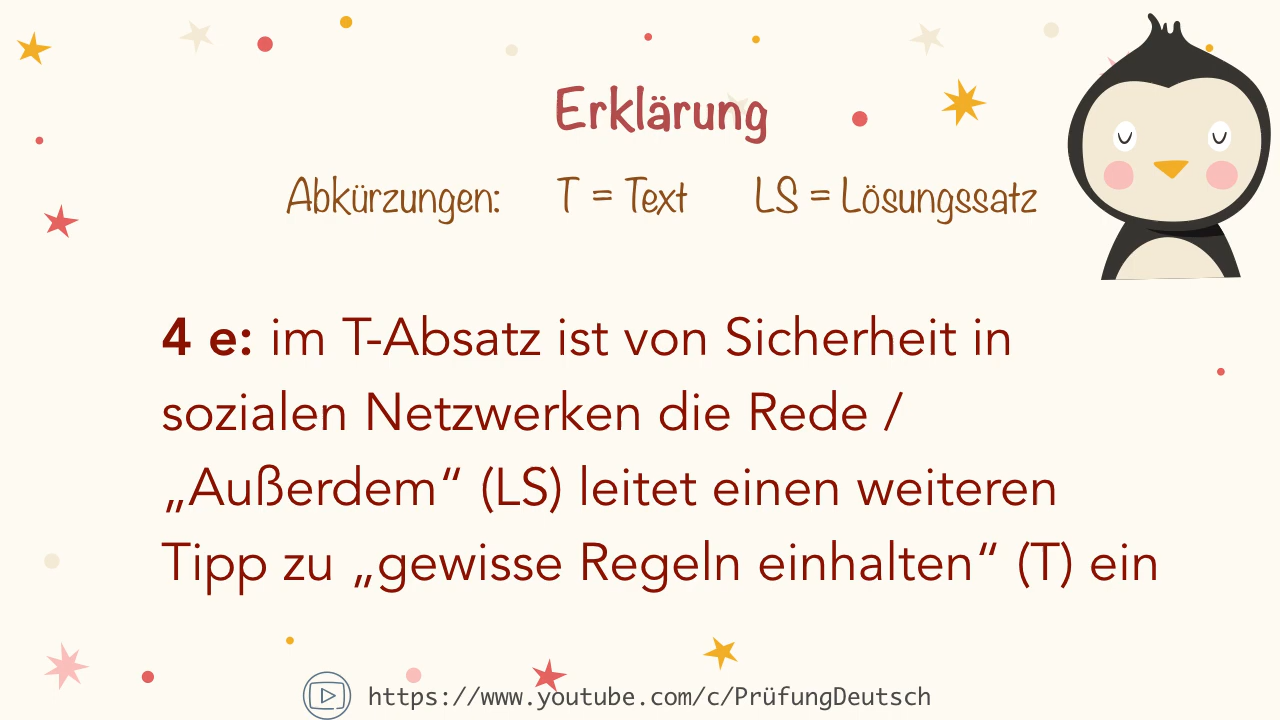 Erklärung
Abkürzungen: T = Text LS = Lösungssatz
4 e: im T-Absatz ist von Sicherheit in
sozialen Netzwerken die Rede /
„Außerdem“ (LS) leitet einen weiteren
Tipp zu „gewisse Regeln einhalten“ (T) ein
https://www.youtube.com/c/PrüfungDeutsch